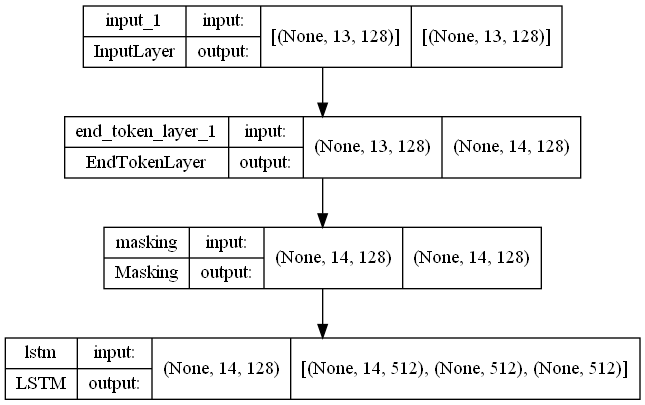 input_1 input: [(None, 13, 128)] [(None, 13, 128)]
InputLayer output:
end_token_layer_1 input: (None, 13, 128) (None, 14, 128)
EndTokenLayer output:
masking input: (None, 14, 128) (None, 14, 128)
Masking output:
lstm input: (None, 14, 128) [(None, 14, 512), (None, 512), (None, 512)]
LSTM output: